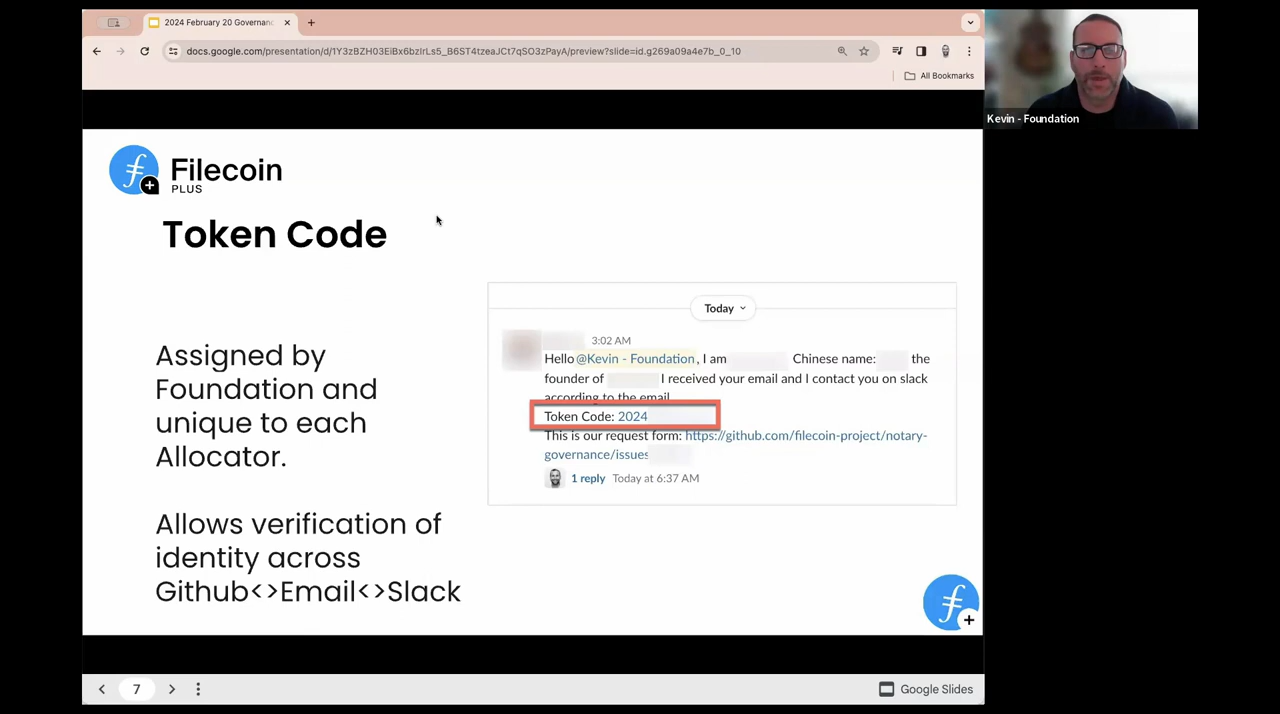 2024 February 20 Governanc
docs.google.com/presentation/d/1Y3zBZH03EiBx6bzIrLs5_B6ST4tzeaJCt7qSO3zPayA/preview?slide=id.g269a09a4e7b_0_10
All Bookmarks
Kevin - Foundation
Filecoin
PLUS
Token Code
Assigned by
Foundation and
unique to each
Allocator.
Allows verification of
identity across
Github<>Email<>Slack
Today
3:02 AM
Hello @Kevin - Foundation, I am Chinese name: the
founder of I received your email and I contact you on slack
according to the email
Token Code: 2024
This is our request form: https://github.com/filecoin-project/notary-
governance/issues
1 reply Today at 6:37 AM
7
Google Slides